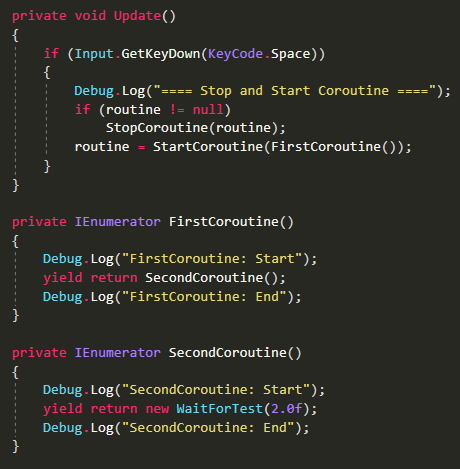 private void Update()
{
    if (Input.GetKeyDown(KeyCode.Space))
    {
        Debug.Log("==== Stop and Start Coroutine ====");
        if (routine != null)
            StopCoroutine(routine);
        routine = StartCoroutine(FirstCoroutine());
    }
}

private IEnumerator FirstCoroutine()
{
    Debug.Log("FirstCoroutine: Start");
    yield return SecondCoroutine();
    Debug.Log("FirstCoroutine: End");
}

private IEnumerator SecondCoroutine()
{
    Debug.Log("SecondCoroutine: Start");
    yield return new WaitForTest(2.0f);
    Debug.Log("SecondCoroutine: End");
}